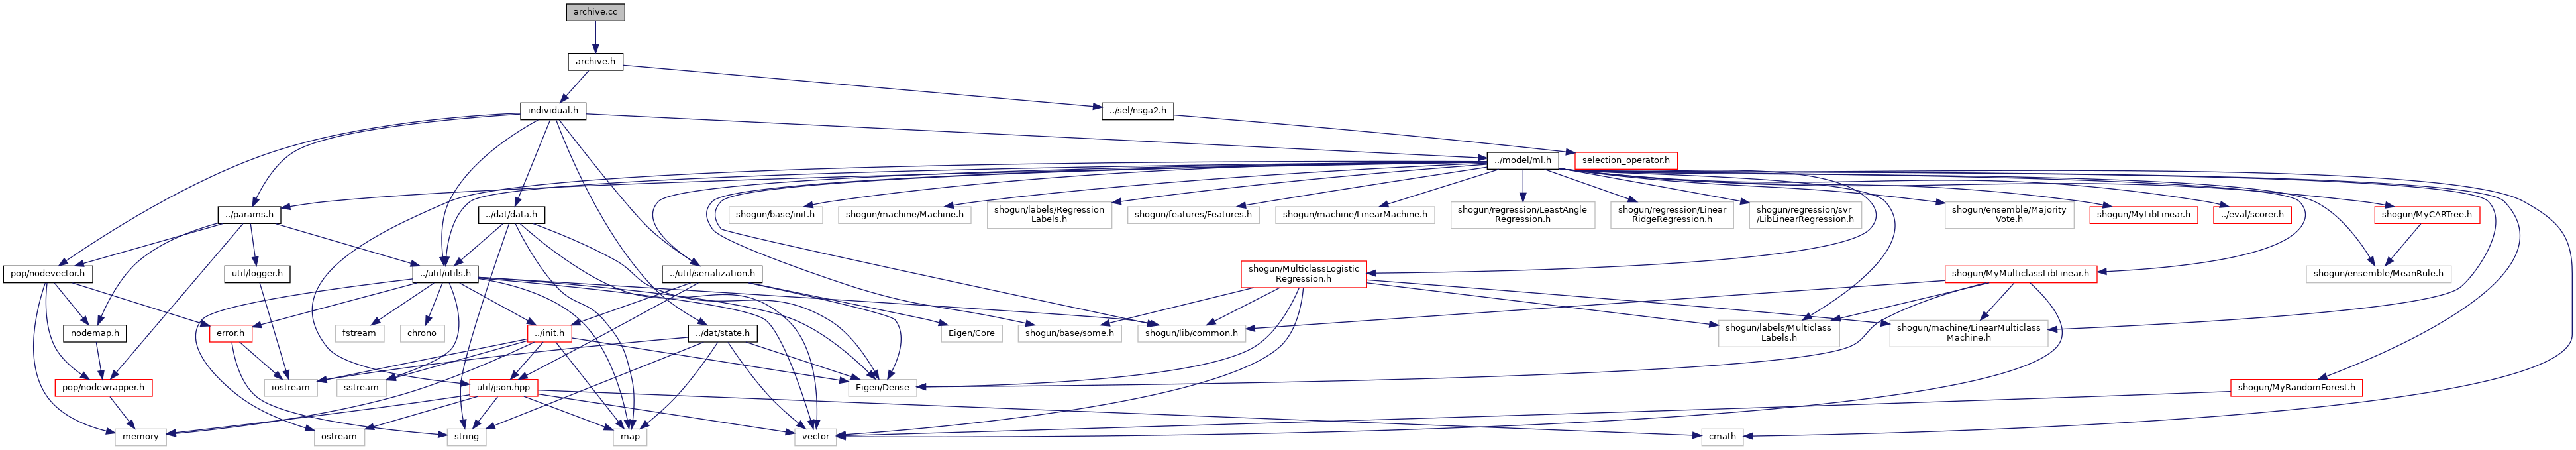 archive.cc
archive.h
individual.h
../sel/nsga2.h
../model/ml.h
selection_operator.h
../params.h
../dat/data.h
shogun/base/init.h
shogun/machine/Machine.h
shogun/labels/Regression
Labels.h
shogun/features/Features.h
shogun/machine/LinearMachine.h
shogun/regression/LeastAngle
Regression.h
shogun/regression/Linear
RidgeRegression.h
shogun/regression/svr
/LibLinearRegression.h
shogun/ensemble/Majority
Vote.h
shogun/MyLibLinear.h
../eval/scorer.h
shogun/MyCARTree.h
pop/nodevector.h
util/logger.h
../util/utils.h
../util/serialization.h
shogun/MulticlassLogistic
Regression.h
shogun/MyMulticlassLibLinear.h
shogun/ensemble/MeanRule.h
nodemap.h
error.h
fstream
chrono
../init.h
../dat/state.h
Eigen/Core
shogun/base/some.h
shogun/lib/common.h
shogun/labels/Multiclass
Labels.h
shogun/machine/LinearMulticlass
Machine.h
pop/nodewrapper.h
iostream
sstream
util/json.hpp
Eigen/Dense
shogun/MyRandomForest.h
memory
ostream
string
map
vector
cmath